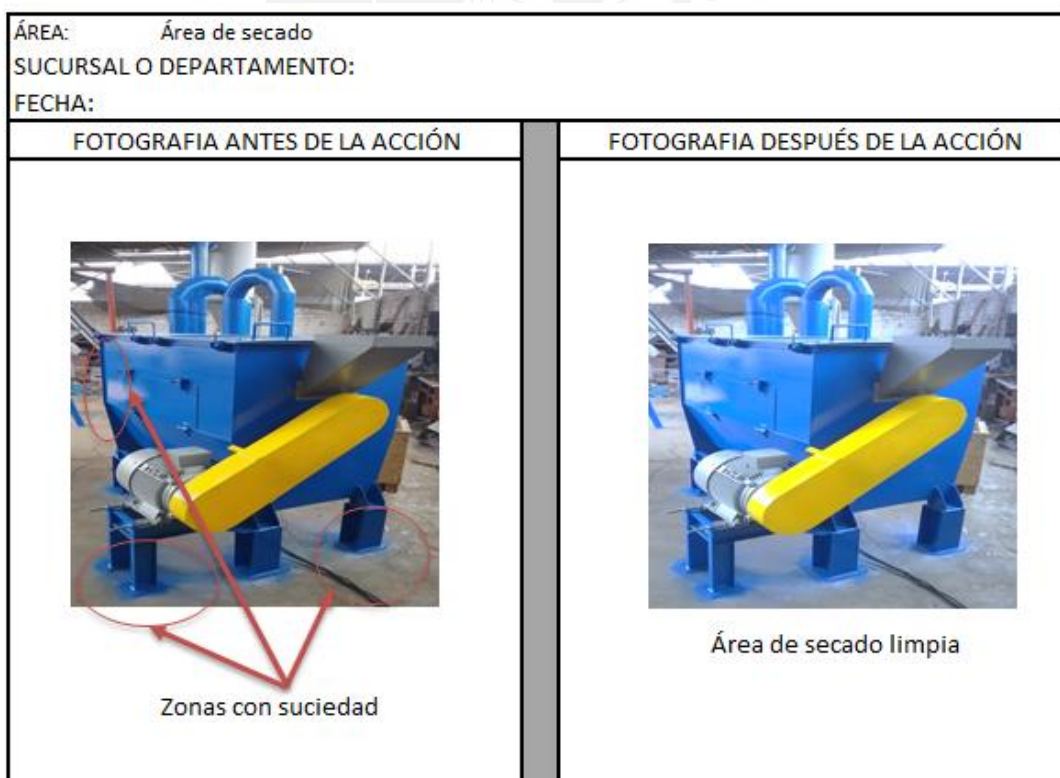 ÁREA: Área de secado
SUCURSAL O DEPARTAMENTO:
FECHA:
FOTOGRAFIA ANTES DE LA ACCIÓN
FOTOGRAFIA DESPUÉS DE LA ACCIÓN
Zonas con suciedad
Área de secado limpia